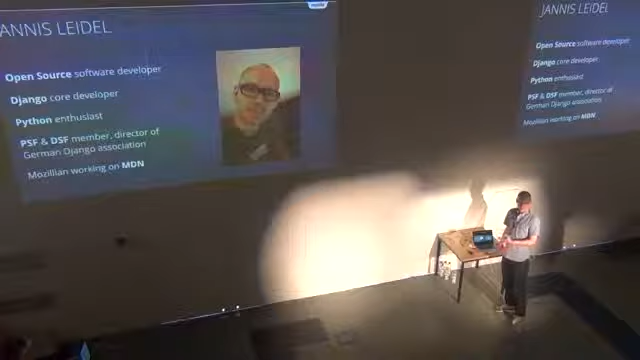 ANNIS LEIDEL
Open Source software developer
Django core developer
Python enthusiast
PSF & DSF member, director of
German Django association
Mozillian working on MDN
JANNIS LEIDEL
Open Source software developer
Django core developer
Python enthusiast
PSF & DSF member, director of
German Django association
Mozillian working on MDN